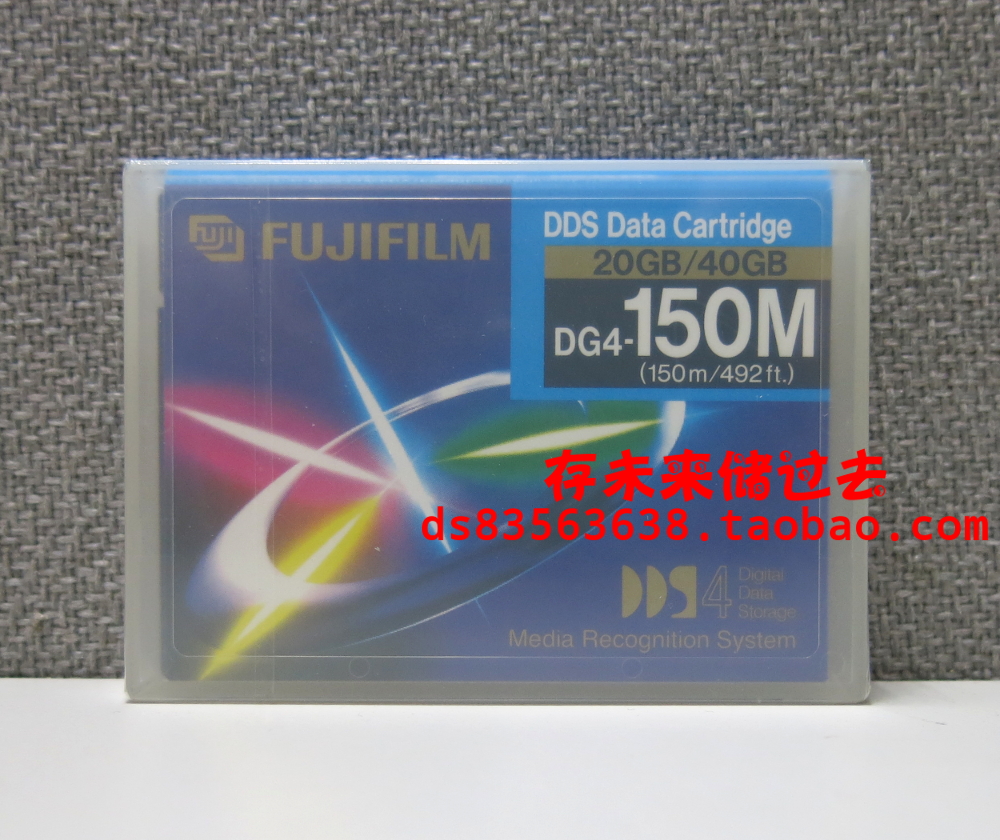 FUJI FUJIFILM
DDS Data Cartridge
20GB/40GB
DG4-150M
(150m/492ft.)
存未来储过去
ds83563638.taobao.com
DDS4 Digital
Data
Storage
Media Recognition System